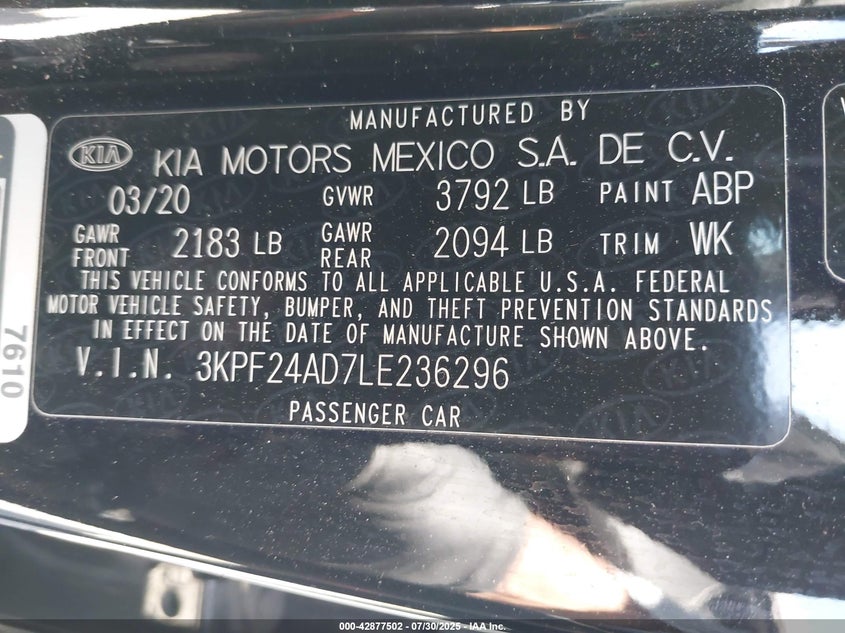 MANUFACTURED BY
KIA KIA MOTORS MEXICO S.A. DE C.V.
03/20 GVWR 3792 LB PAINT ABP
GAWR FRONT 2183 LB GAWR REAR 2094 LB TRIM WK
THIS VEHICLE CONFORMS TO ALL APPLICABLE U.S.A. FEDERAL
MOTOR VEHICLE SAFETY, BUMPER, AND THEFT PREVENTION STANDARDS
IN EFFECT ON THE DATE OF MANUFACTURE SHOWN ABOVE.
V.I.N. 3KPF24AD7LE236296
PASSENGER CAR
7610
000-42877502 - 07/30/2025 - IAA Inc.